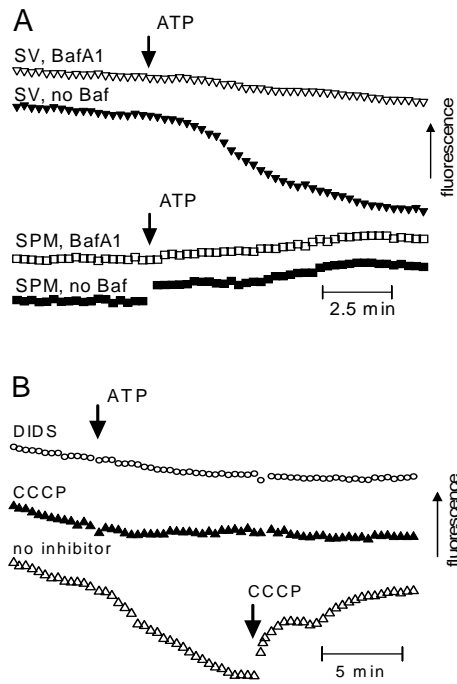 A
ATP
SV, BafA1
SV, no Baf
fluorescence
ATP
SPM, BafA1
SPM, no Baf
2.5 min
B
ATP
DIDS
CCCP
fluorescence
no inhibitor
CCCP
5 min